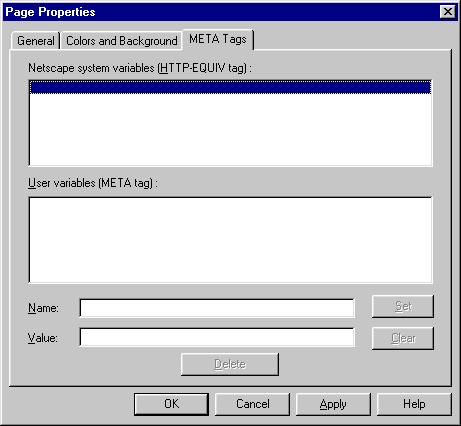 Page Properties
General Colors and Background META Tags
Netscape system variables (HTTP-EQUIV tag) :
User variables (META tag) :
Name: Set
Value: Clear
Delete
OK Cancel Apply Help